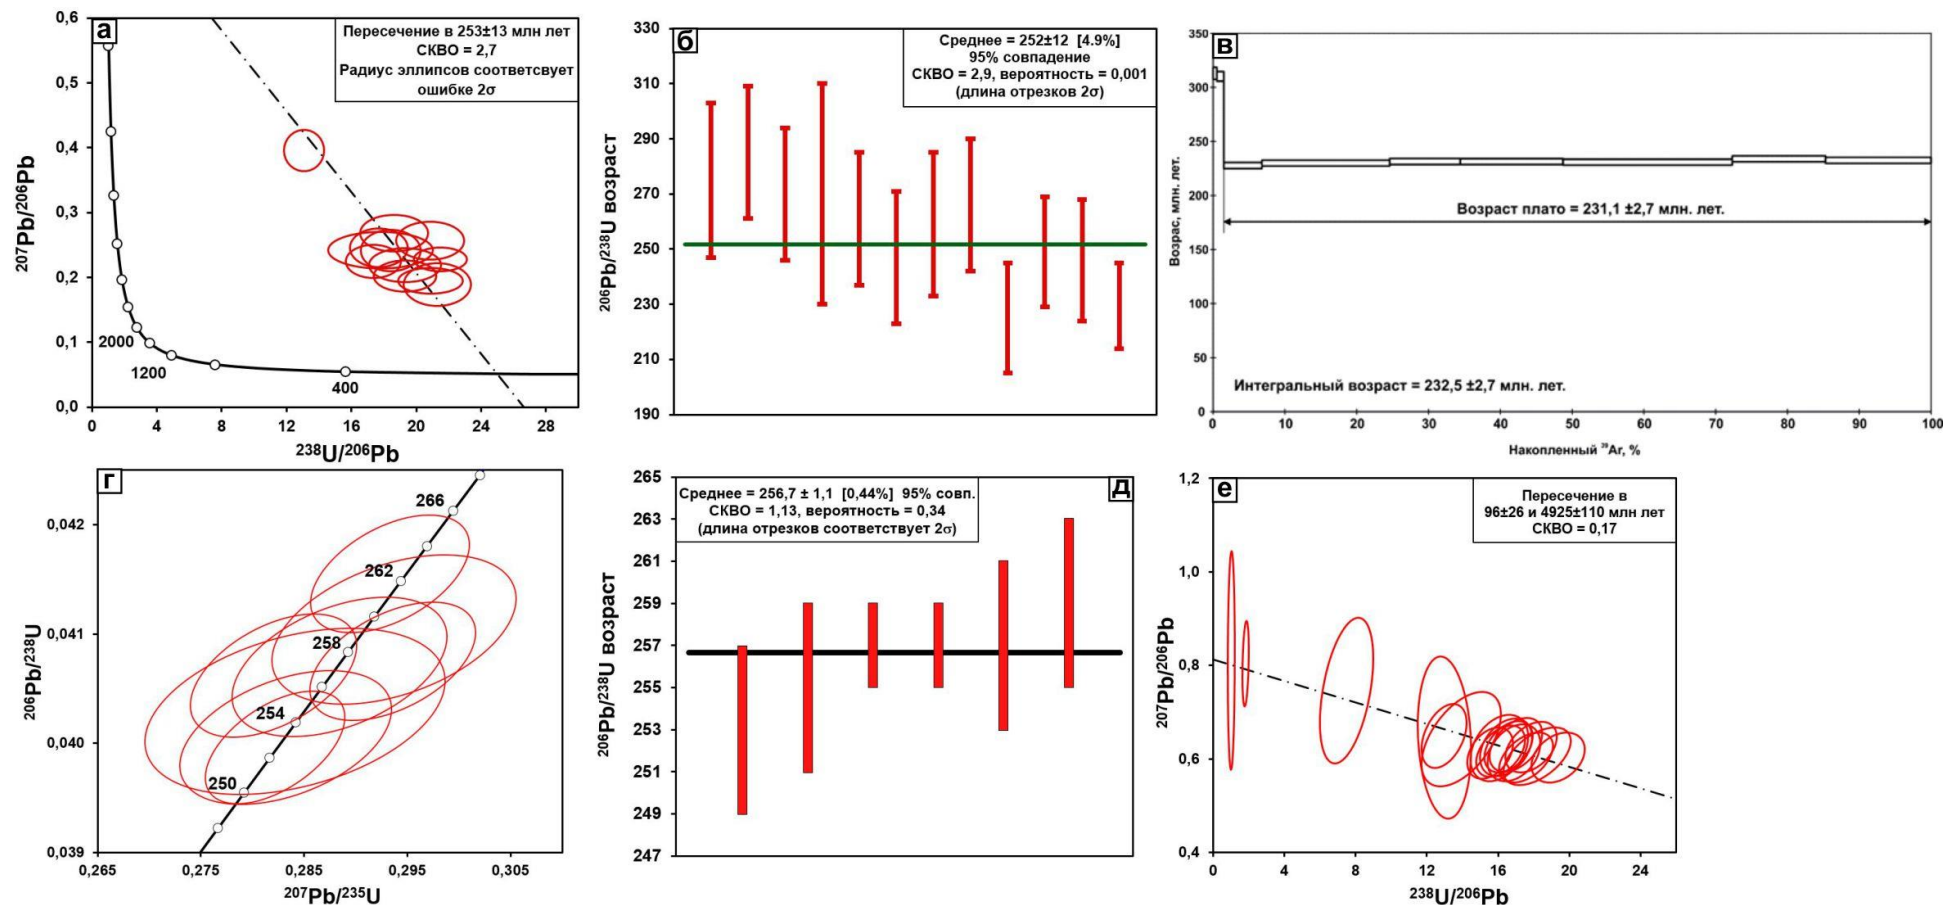 а
Пересечение в 253±13 млн лет
СКВО = 2,7
Радиус эллипсов соответсвует
ошибке 2σ
0,6
0,5
0,4
0,3
0,2
0,1
0,0
2000
1200
400
0 4 8 12 16 20 24 28
²³⁸U/²⁰⁶Pb
²⁰⁷Pb/²⁰⁶Pb
б
Среднее = 252±12 [4.9%]
95% совпадение
СКВО = 2,9, вероятность = 0,001
(длина отрезков 2σ)
330
310
290
270
250
230
210
190
²⁰⁶Pb/²³⁸U возраст
в
350
300
250
200
150
100
50
0
Возрас, млн. лет.
Возраст плато = 231,1 ±2,7 млн. лет.
Интегральный возраст = 232,5 ±2,7 млн. лет.
0 10 20 30 40 50 60 70 80 90 100
Накопленный ³⁹Ar, %
г
0,042
0,041
0,040
0,039
266
262
258
254
250
0,265 0,275 0,285 0,295 0,305
²⁰⁷Pb/²³⁵U
²⁰⁶Pb/²³⁸U
д
Среднее = 256,7 ± 1,1 [0,44%] 95% совп.
СКВО = 1,13, вероятность = 0,34
(длина отрезков соответствует 2σ)
265
263
261
259
257
255
253
251
249
247
²⁰⁶Pb/²³⁸U возраст
е
Пересечение в
96±26 и 4925±110 млн лет
СКВО = 0,17
1,2
1,0
0,8
0,6
0,4
0 4 8 12 16 20 24
²³⁸U/²⁰⁶Pb
²⁰⁷Pb/²⁰⁶Pb